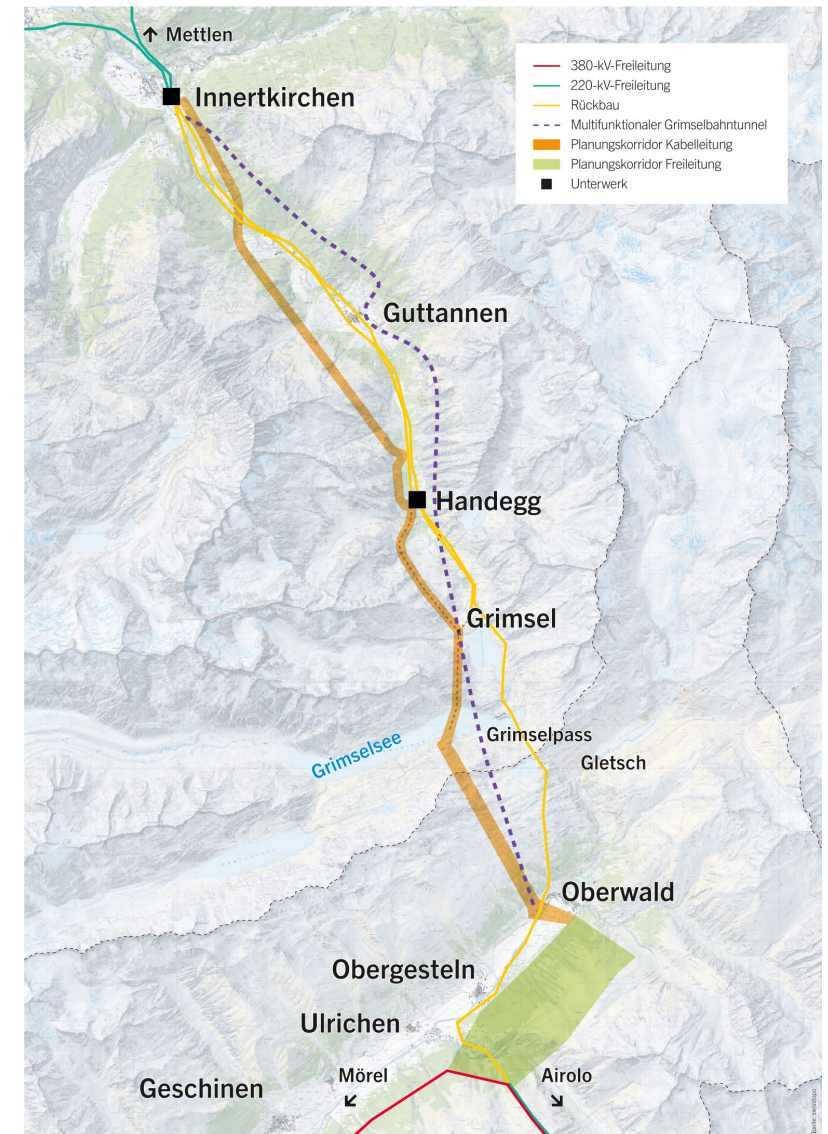 ↑ Mettlen
Innertkirchen
380-kV-Freileitung
220-kV-Freileitung
Rückbau
Multifunktionaler Grimselbahntunnel
Planungskorridor Kabelleitung
Planungskorridor Freileitung
Unterwerk
Guttannen
Handegg
Grimsel
Grimselpass
Grimselsee
Gletsch
Oberwald
Obergesteln
Ulrichen
Mörel
Airolo
Geschinen